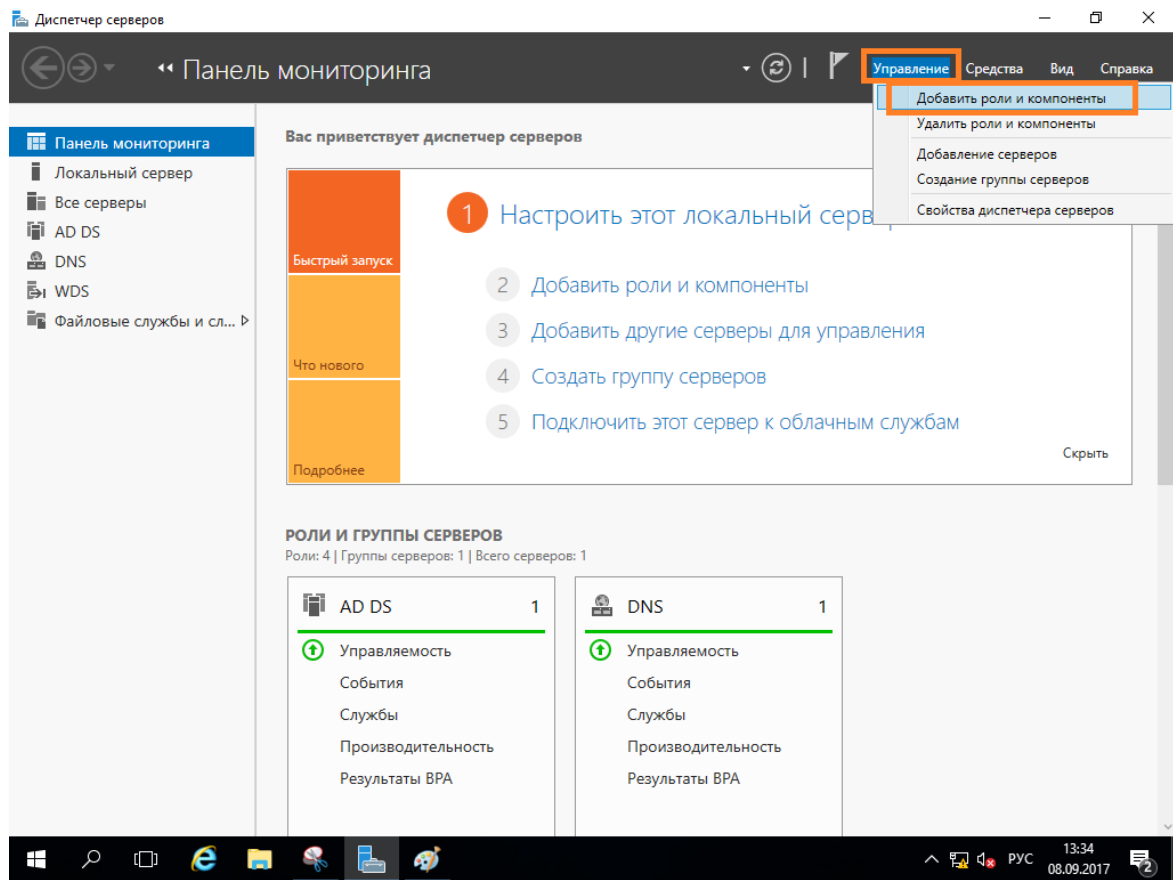 Диспетчер серверов
Панель мониторинга
Управление Средства Вид Справка
Добавить роли и компоненты
Удалить роли и компоненты
Добавление серверов
Создание группы серверов
Свойства диспетчера серверов
Панель мониторинга
Локальный сервер
Все серверы
AD DS
DNS
WDS
Файловые службы и сл...
Вас приветствует диспетчер серверов
Быстрый запуск
Что нового
Подробнее
1 Настроить этот локальный сер
2 Добавить роли и компоненты
3 Добавить другие серверы для управления
4 Создать группу серверов
5 Подключить этот сервер к облачным службам
Скрыть
РОЛИ И ГРУППЫ СЕРВЕРОВ
Роли: 4 | Группы серверов: 1 | Всего серверов: 1
AD DS 1
Управляемость
События
Службы
Производительность
Результаты BPA
DNS 1
Управляемость
События
Службы
Производительность
Результаты BPA
РУС
13:34
08.09.2017
2